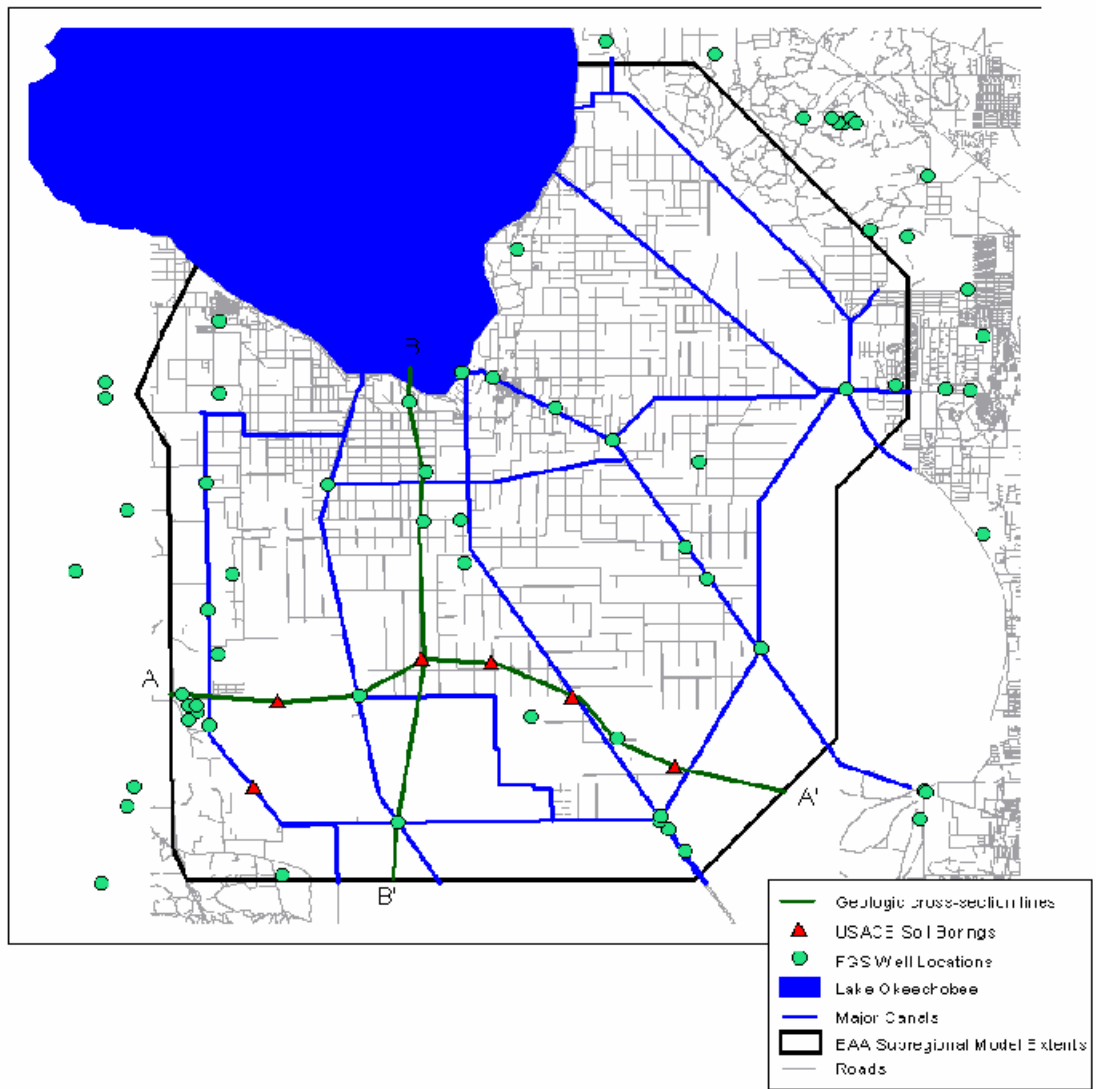 B
A
A'
B'
Geologic cross-section lines
USACE Soil Borings
FGS Well Locations
Lake Okeechobee
Major Canals
EAA Subregional Model Extents
Roads